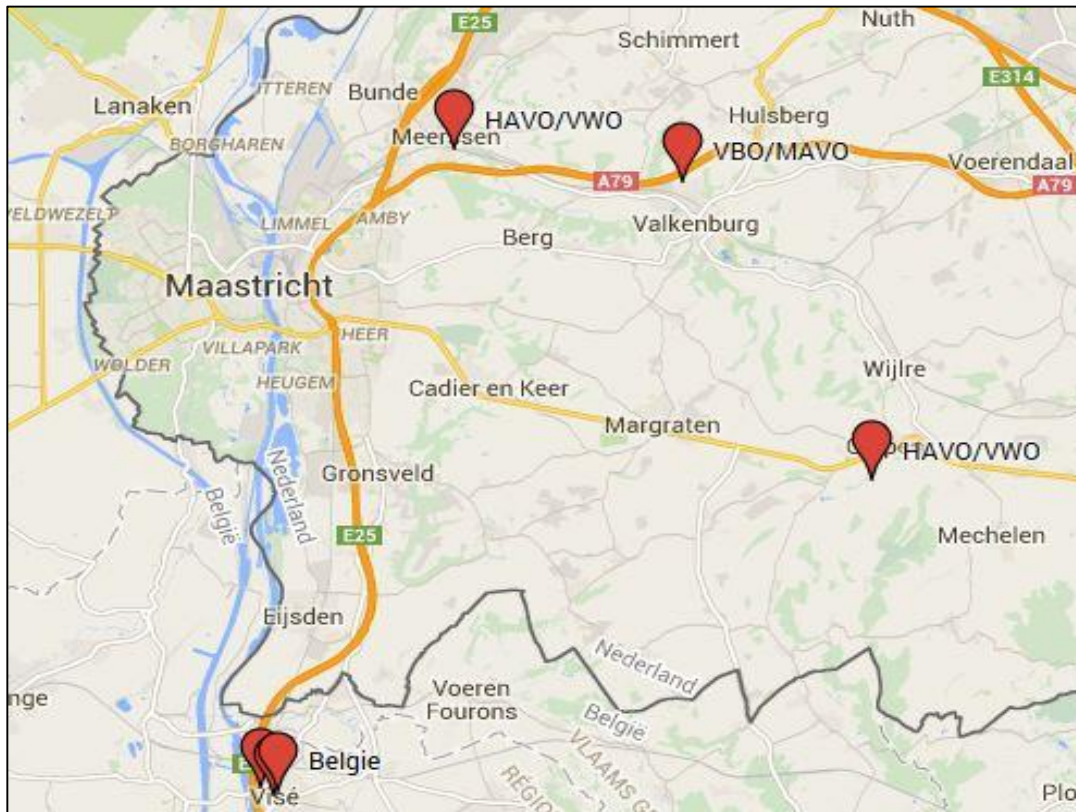 Nuth
E25
Schimmert
E314
Lanaken
ITTEREN
Bunde
BORGHAREN
HAVO/VWO
Hulsberg
VBO/MAVO
Voerendaal
A79
A79
LIMMEL
AMBY
Berg
Valkenburg
Maastricht
HEER
VILLAPARK
WOLDER
HEUGEM
Cadier en Keer
Wijlre
Margraten
HAVO/VWO
Gronsveld
Nederland
België
E25
Mechelen
Eijsden
Nederland
België
Voeren
Fourons
Belgie
Visé